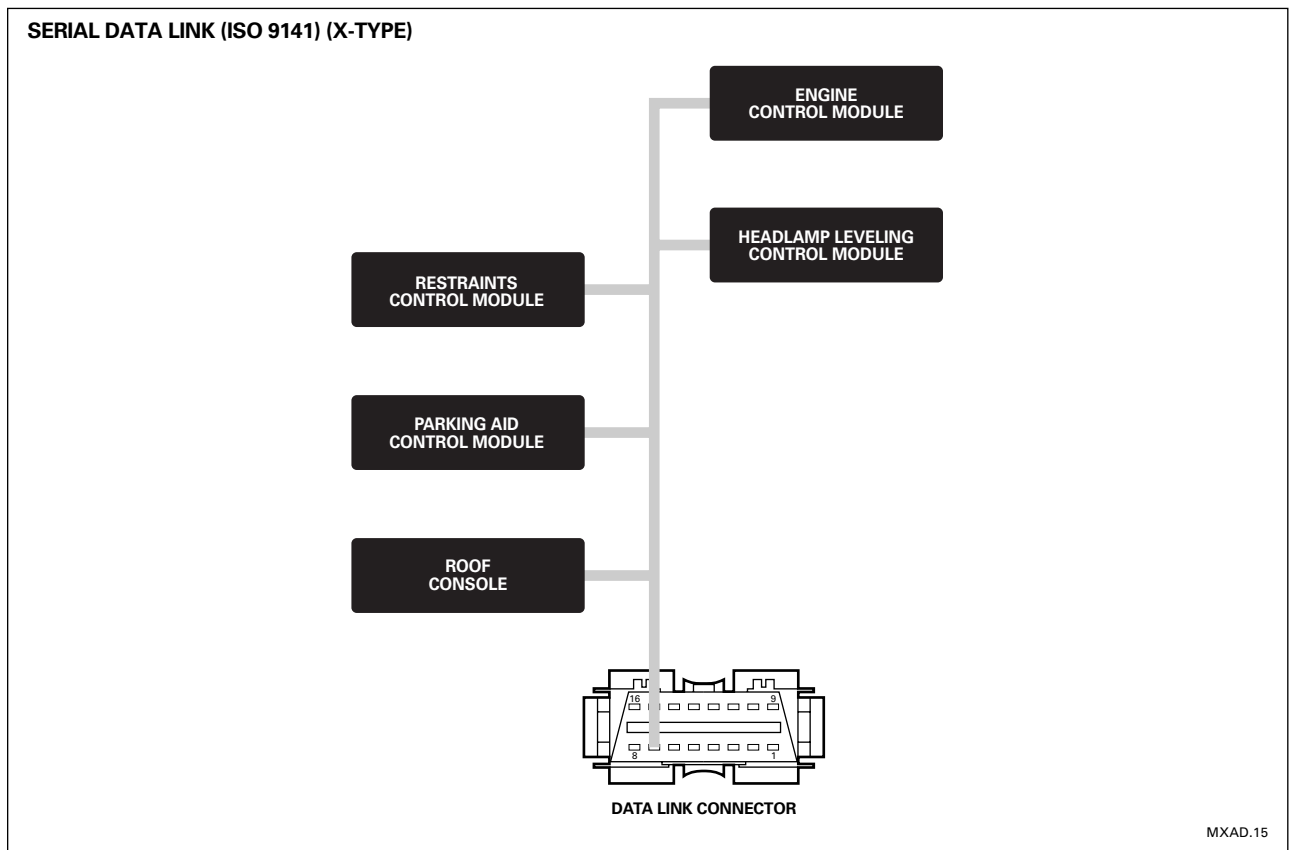 SERIAL DATA LINK (ISO 9141) (X-TYPE)
ENGINE
CONTROL MODULE
HEADLAMP LEVELING
CONTROL MODULE
RESTRAINTS
CONTROL MODULE
PARKING AID
CONTROL MODULE
ROOF
CONSOLE
16 9
8 1
DATA LINK CONNECTOR
MXAD.15